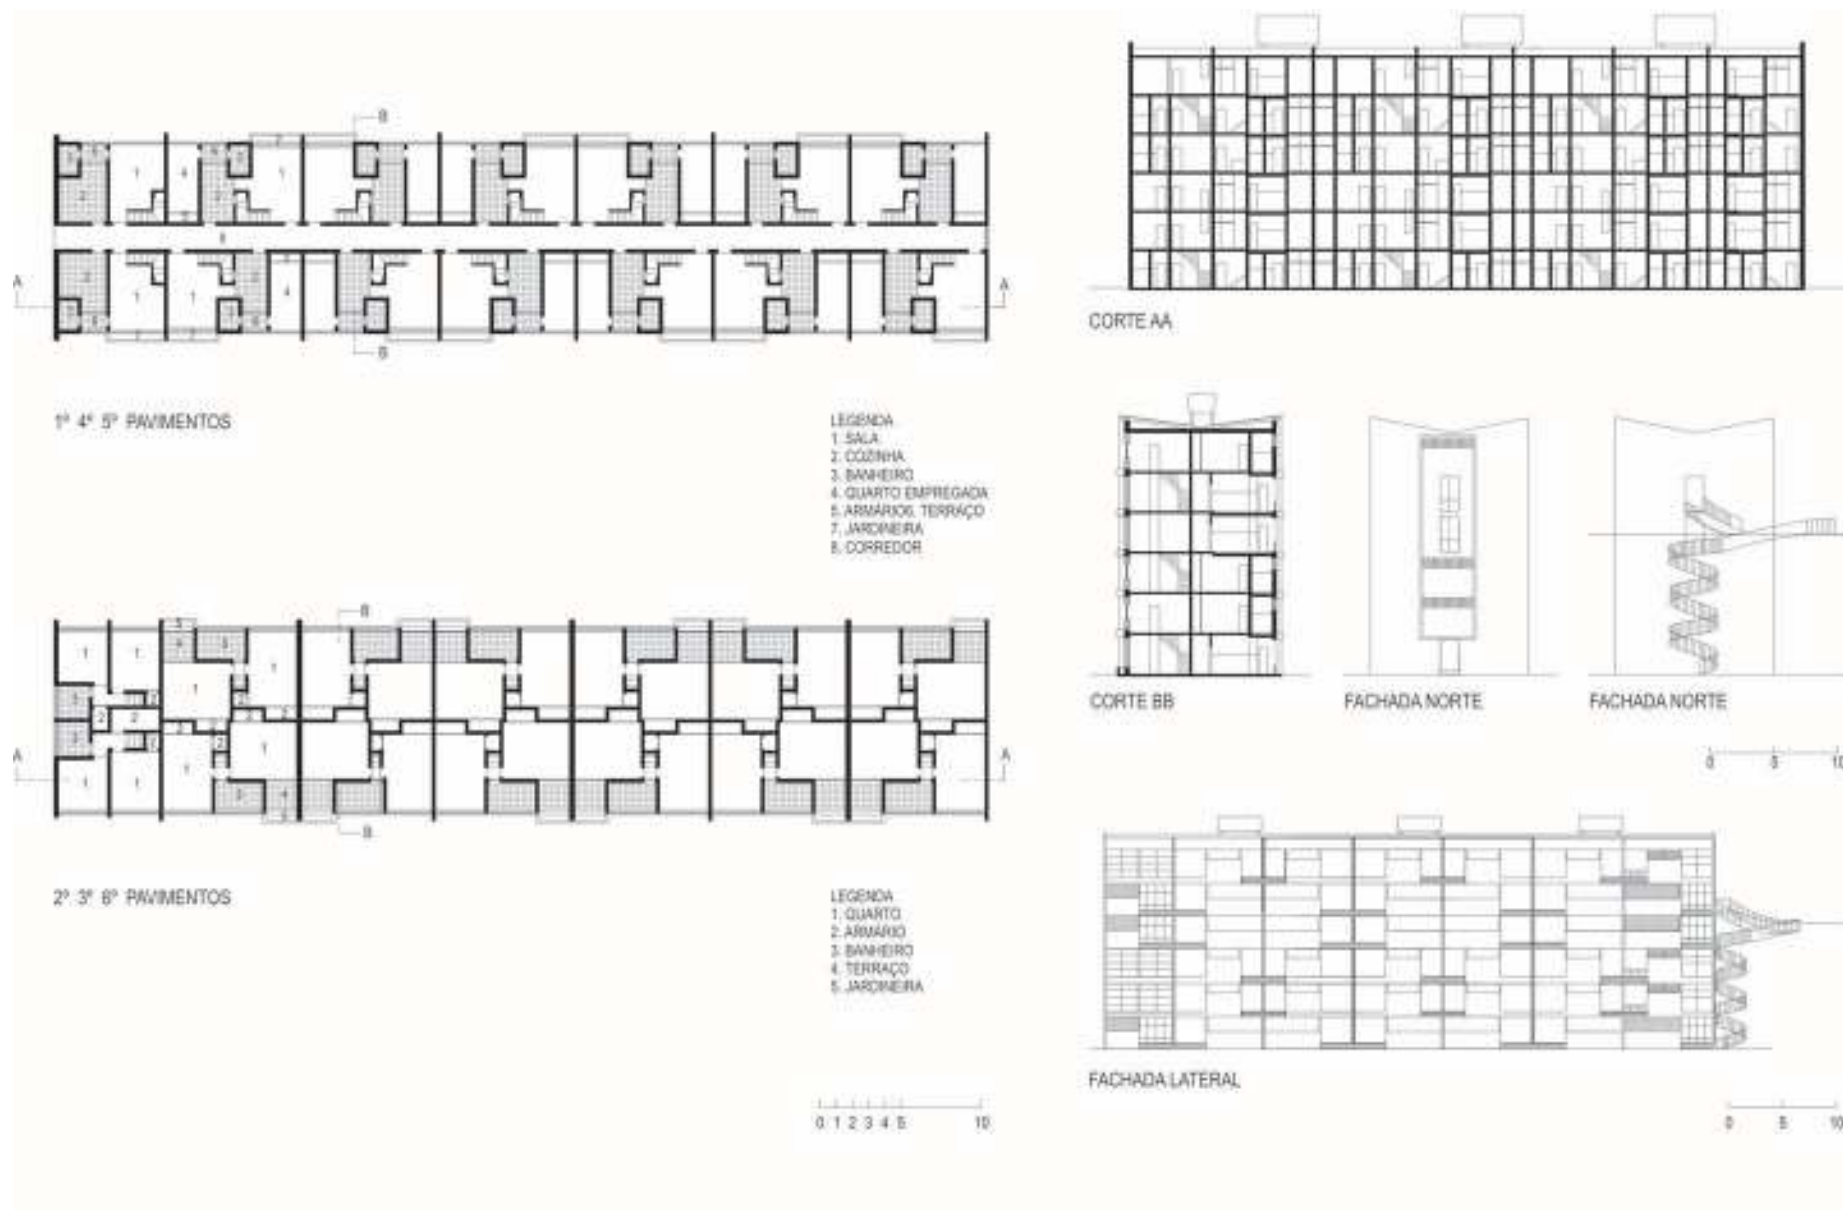 B
A
A
B
1º 4º 5º PAVIMENTOS
LEGENDA
1. SALA
2. COZINHA
3. BANHEIRO
4. QUARTO EMPREGADA
5. ARMÁRIO6. TERRAÇO
7. JARDINEIRA
8. CORREDOR
B
A
A
B
2º 3º 6º PAVIMENTOS
LEGENDA
1. QUARTO
2. ARMÁRIO
3. BANHEIRO
4. TERRAÇO
5. JARDINEIRA
0 1 2 3 4 5 10
CORTE AA
CORTE BB
FACHADA NORTE
FACHADA NORTE
0 5 10
FACHADA LATERAL
0 5 10